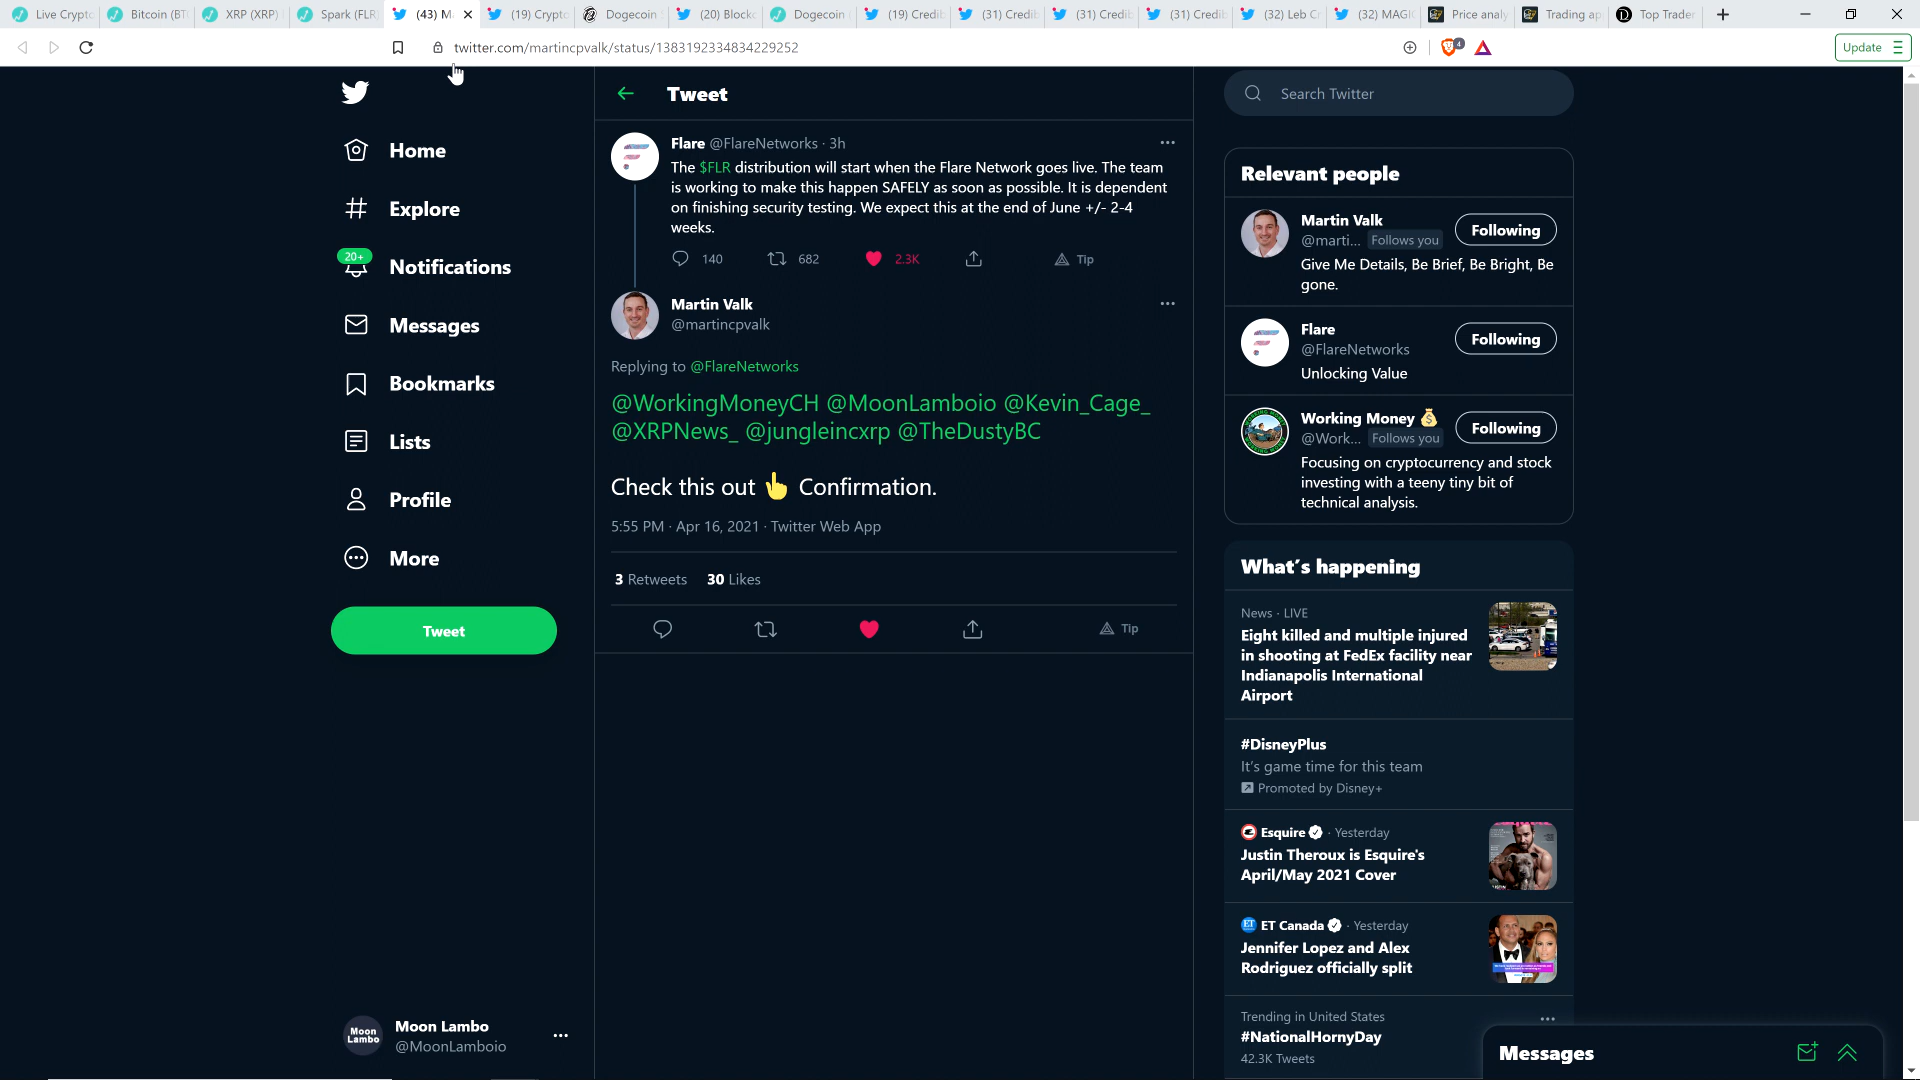 Live Crypto
Bitcoin (BT
XRP (XRP)
Spark (FLR
(43) M
(19) Crypto
Dogecoin
(20) Block
Dogecoin
(19) Credi
(31) Credi
(31) Credi
(31) Credi
(32) Leb C
(32) MAGI
Price analy
Trading ap
Top Trader
twitter.com/martincpvalk/status/1383192334834229252
4
Update
Home
Explore
20+
Notifications
Messages
Bookmarks
Lists
Profile
More
Tweet
Moon Lambo
Moon Lambo
@MoonLamboio
Tweet
Flare @FlareNetworks · 3h
The $FLR distribution will start when the Flare Network goes live. The team
is working to make this happen SAFELY as soon as possible. It is dependent
on finishing security testing. We expect this at the end of June +/- 2-4
weeks.
140 682 2.3K Tip
Martin Valk
@martincpvalk
Replying to @FlareNetworks
@WorkingMoneyCH @MoonLamboio @Kevin_Cage_
@XRPNews_ @jungleincxrp @TheDustyBC
Check this out 👆 Confirmation.
5:55 PM · Apr 16, 2021 · Twitter Web App
3 Retweets 30 Likes
Tip
Search Twitter
Relevant people
Martin Valk
@marti... Follows you
Following
Give Me Details, Be Brief, Be Bright, Be
gone.
Flare
@FlareNetworks
Following
Unlocking Value
Working Money 💰
@Work... Follows you
Following
Focusing on cryptocurrency and stock
investing with a teeny tiny bit of
technical analysis.
What's happening
News · LIVE
Eight killed and multiple injured
in shooting at FedEx facility near
Indianapolis International
Airport
#DisneyPlus
It's game time for this team
Promoted by Disney+
Esquire · Yesterday
Justin Theroux is Esquire's
April/May 2021 Cover
ET Canada · Yesterday
Jennifer Lopez and Alex
Rodriguez officially split
Trending in United States
#NationalHornyDay
42.3K Tweets
Messages